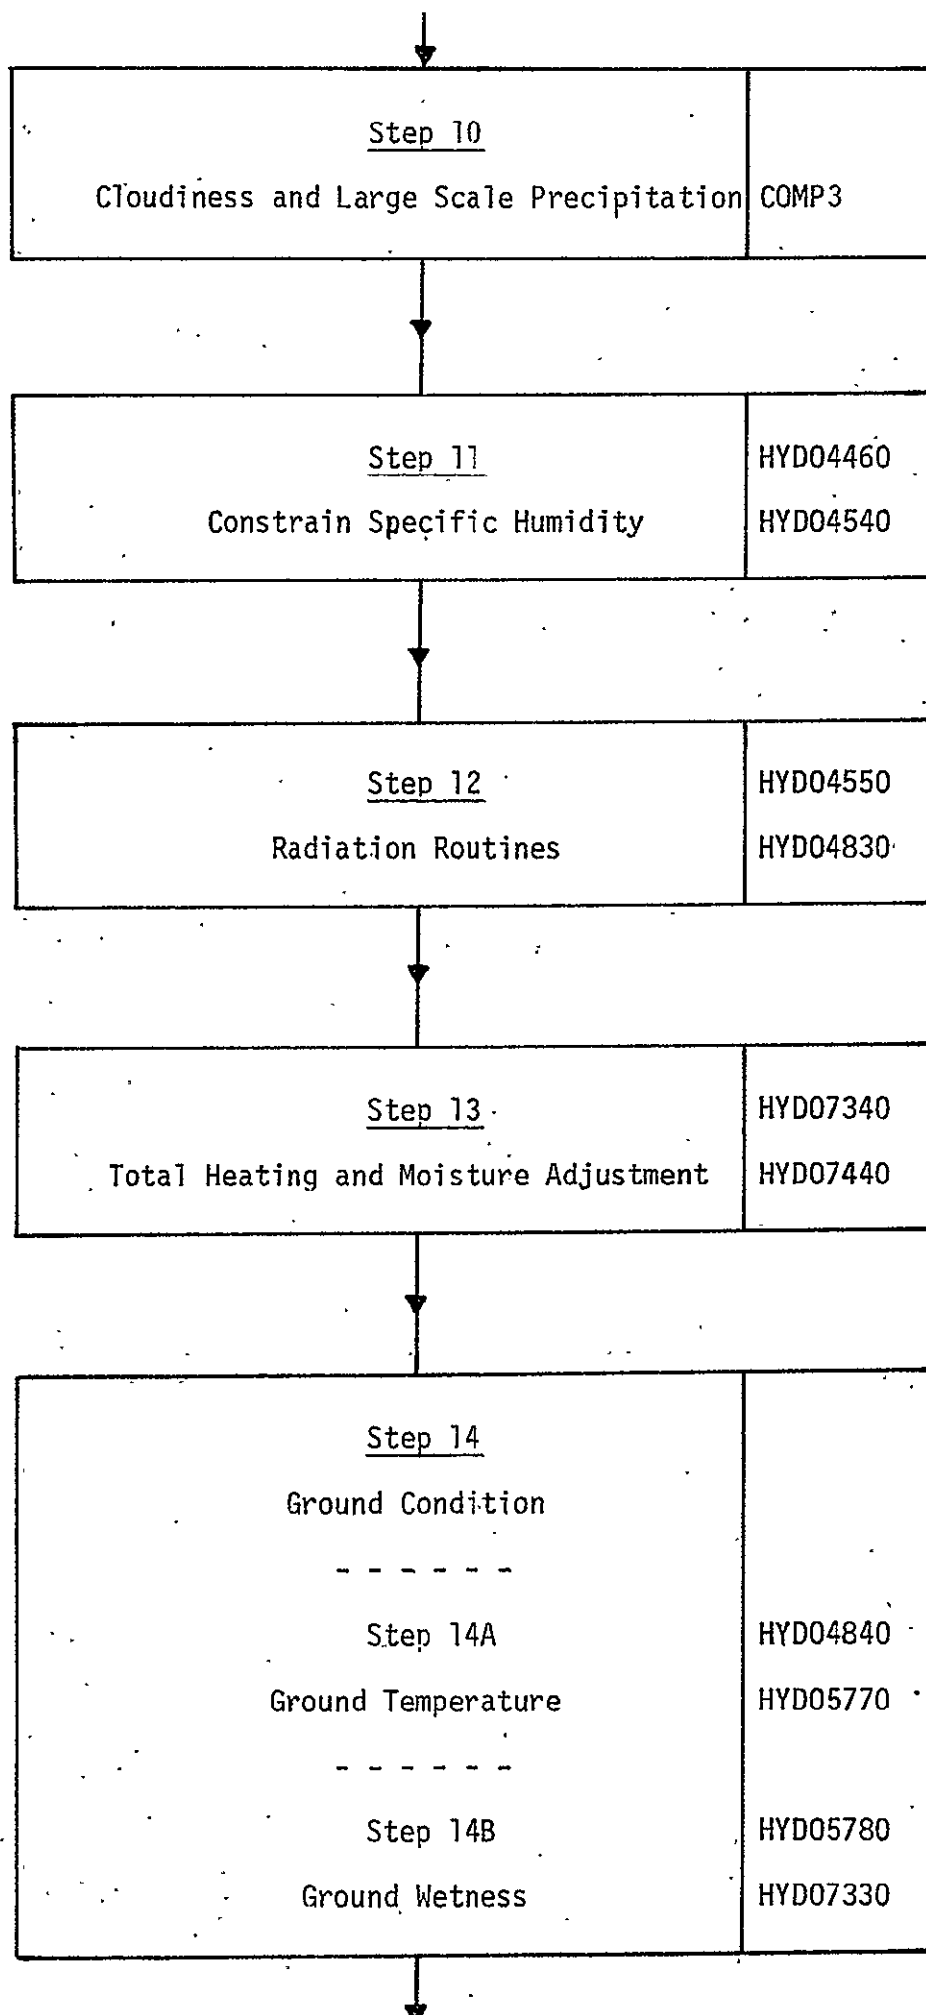 Step 10
Cloudiness and Large Scale Precipitation COMP3
Step 11 HYD04460
Constrain Specific Humidity HYD04540
Step 12 HYD04550
Radiation Routines HYD04830
Step 13 HYD07340
Total Heating and Moisture Adjustment HYD07440
Step 14
Ground Condition
- - - - - -
Step 14A HYD04840
Ground Temperature HYD05770
- - - - - -
Step 14B HYD05780
Ground Wetness HYD07330